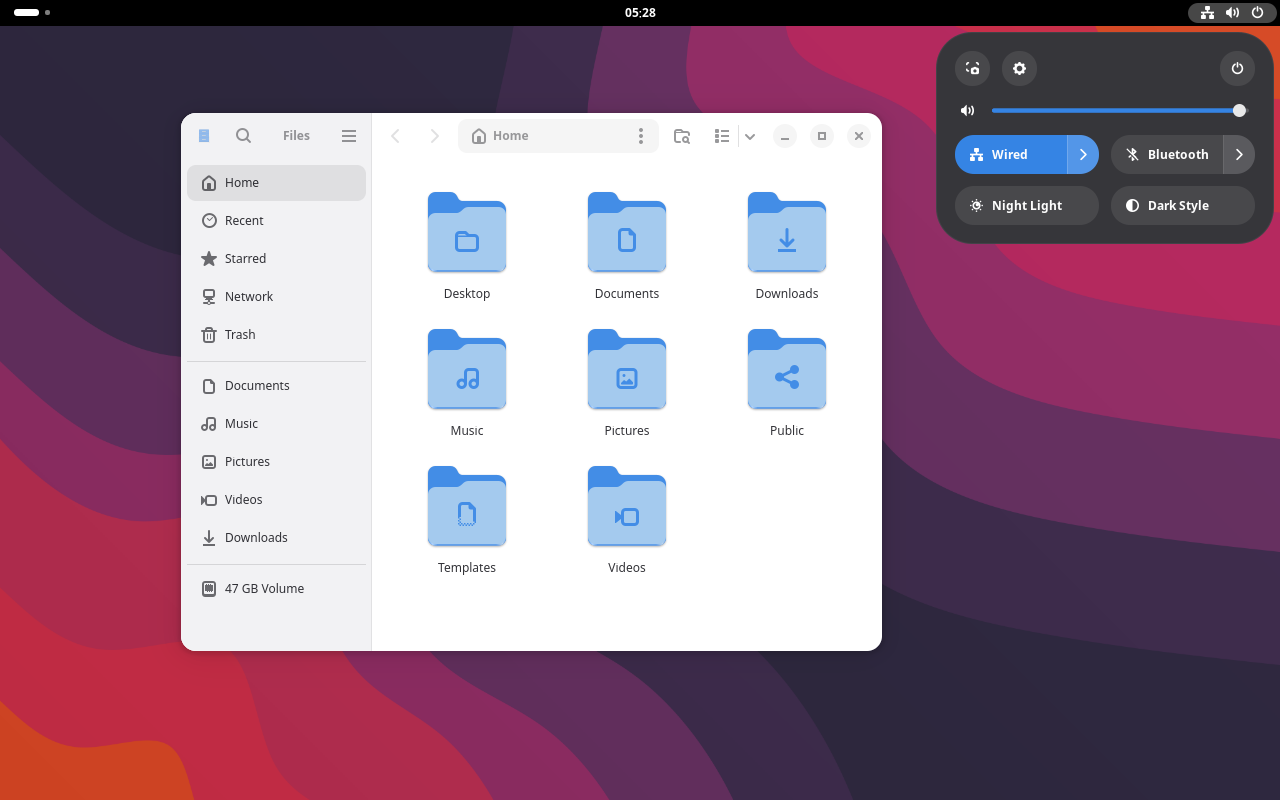 05:28
Files
Home
Home
Recent
Starred
Network
Trash
Documents
Music
Pictures
Videos
Downloads
47 GB Volume
Desktop
Documents
Downloads
Music
Pictures
Public
Templates
Videos
Wired
Bluetooth
Night Light
Dark Style